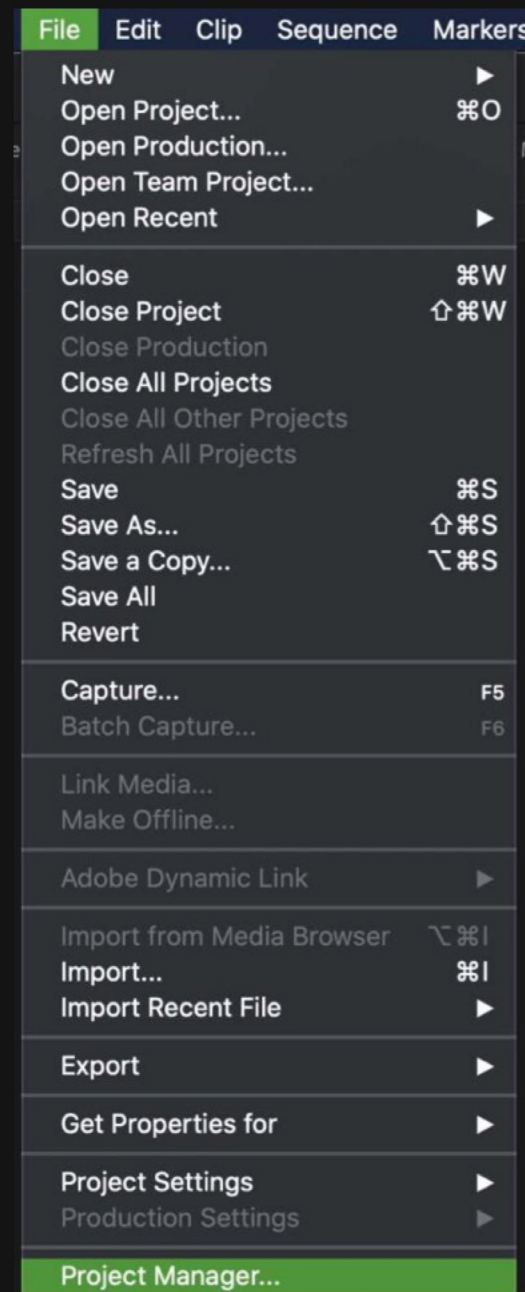 File Edit Clip Sequence Markers
New ▶
Open Project... ⌘O
Open Production...
Open Team Project...
Open Recent ▶
Close ⌘W
Close Project ⇧⌘W
Close Production
Close All Projects
Close All Other Projects
Refresh All Projects
Save ⌘S
Save As... ⇧⌘S
Save a Copy... ⌥⌘S
Save All
Revert
Capture... F5
Batch Capture... F6
Link Media...
Make Offline...
Adobe Dynamic Link ▶
Import from Media Browser ⌥⌘I
Import... ⌘I
Import Recent File ▶
Export ▶
Get Properties for ▶
Project Settings ▶
Production Settings ▶
Project Manager...